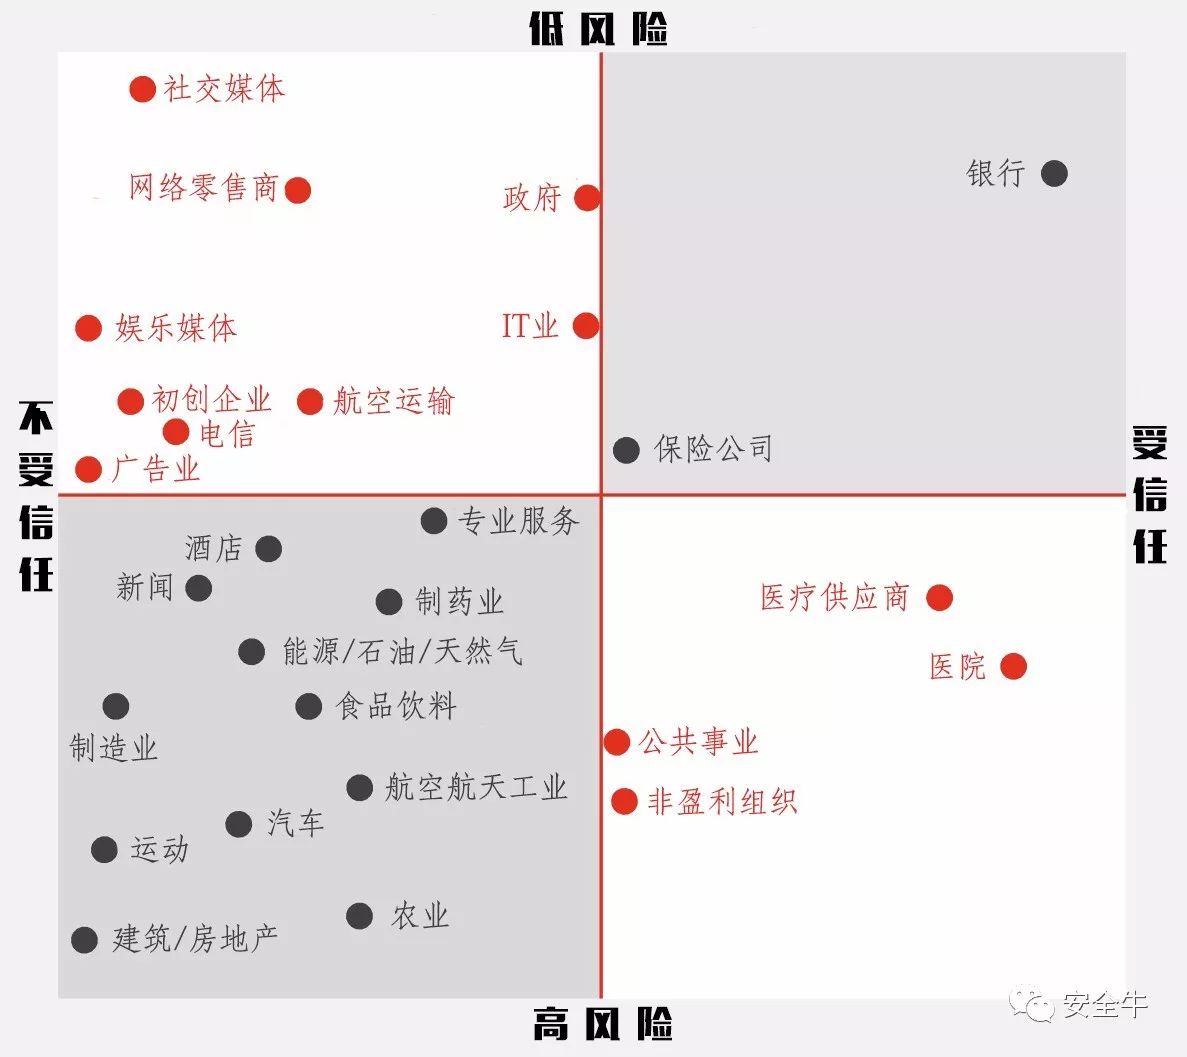 低风险
社交媒体
银行
网络零售商
政府
娱乐媒体
IT业
初创企业
航空运输
电信
保险公司
广告业
不受信任
受信任
专业服务
酒店
新闻
制药业
医疗供应商
能源/石油/天然气
医院
食品饮料
制造业
公共事业
航空航天工业
非盈利组织
汽车
运动
农业
建筑/房地产
安全牛
高风险